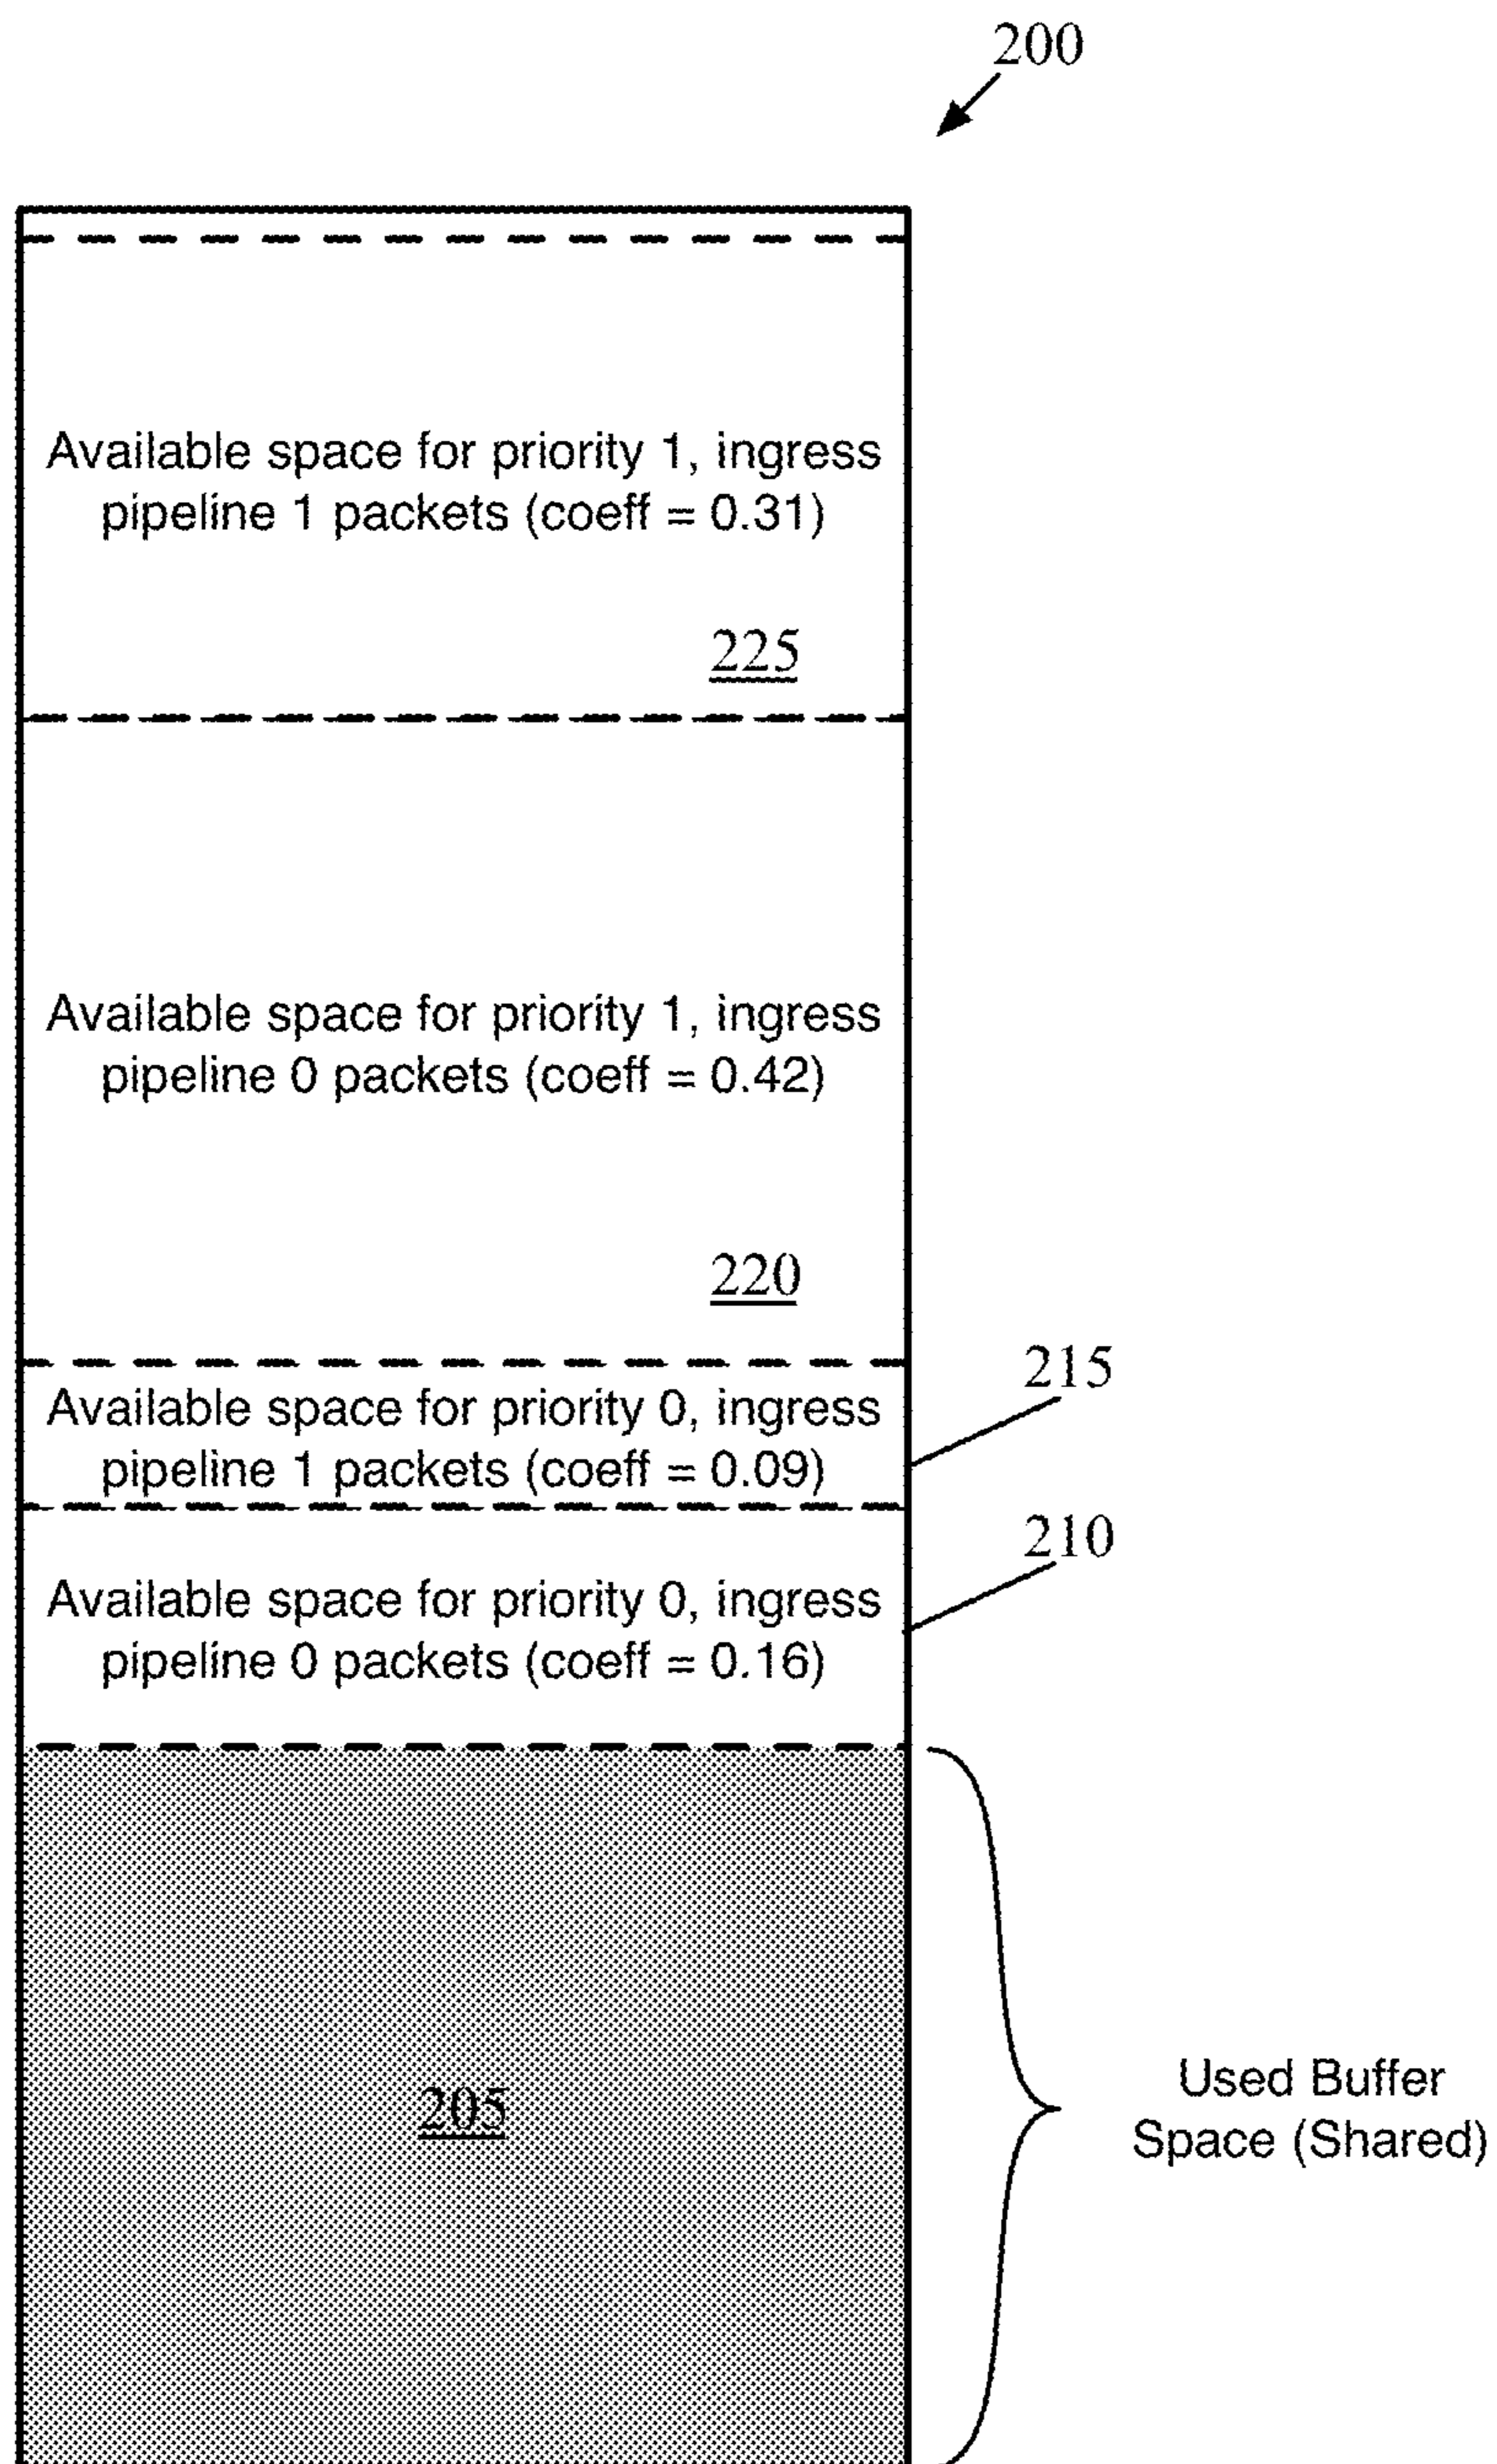 200
Available space for priority 1, ingress
pipeline 1 packets (coeff = 0.31)
225
Available space for priority 1, ingress
pipeline 0 packets (coeff = 0.42)
220
215
Available space for priority 0, ingress
pipeline 1 packets (coeff = 0.09)
210
Available space for priority 0, ingress
pipeline 0 packets (coeff = 0.16)
205
Used Buffer
Space (Shared)